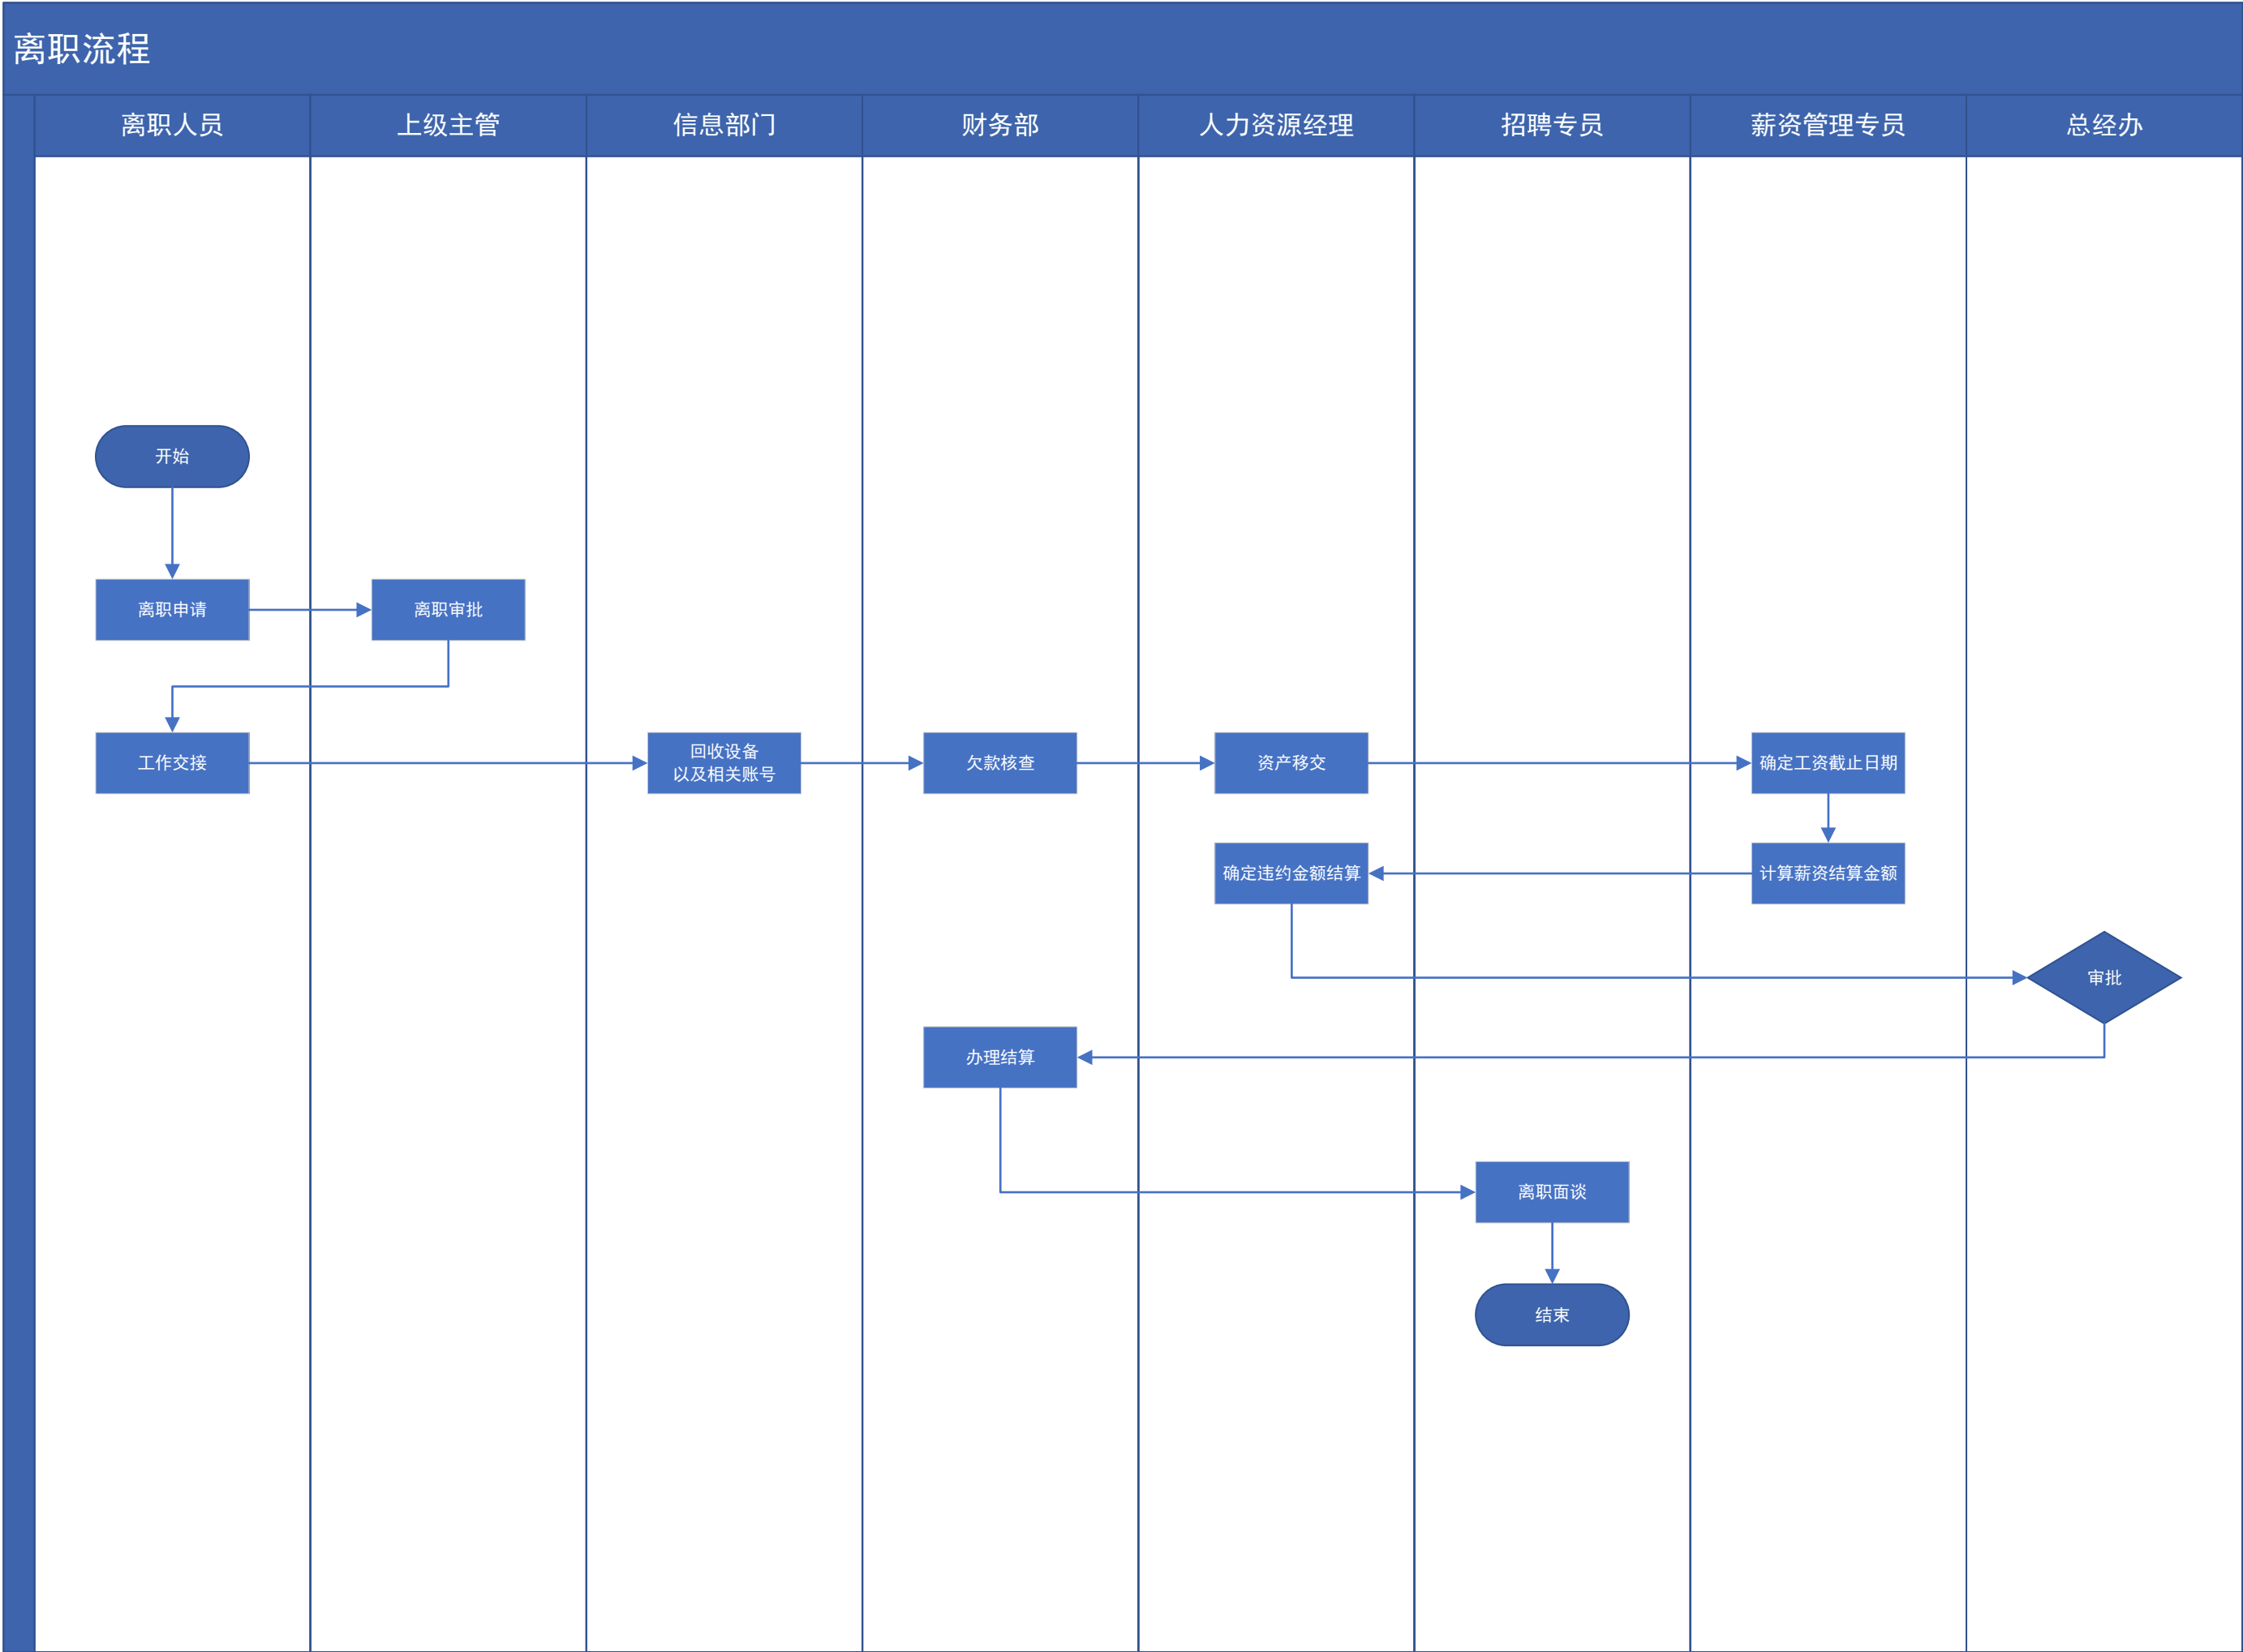 离职流程
离职人员
上级主管
信息部门
财务部
人力资源经理
招聘专员
薪资管理专员
总经办
开始
离职申请
离职审批
工作交接
回收设备
以及相关账号
欠款核查
资产移交
确定工资截止日期
确定违约金额结算
计算薪资结算金额
审批
办理结算
离职面谈
结束